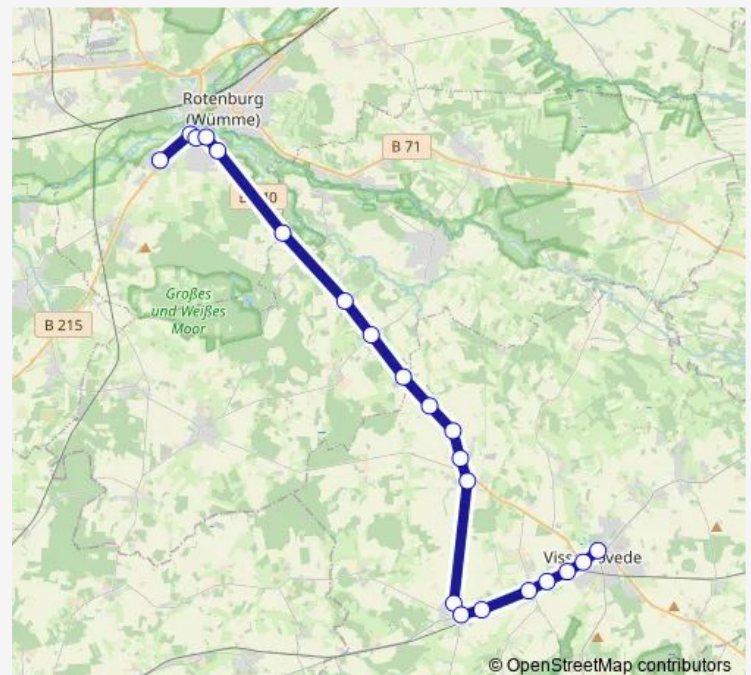 Rotenburg
(Wümme)
B 71
Großes
und Weißes
Moor
B 215
© OpenStreetMap contributors